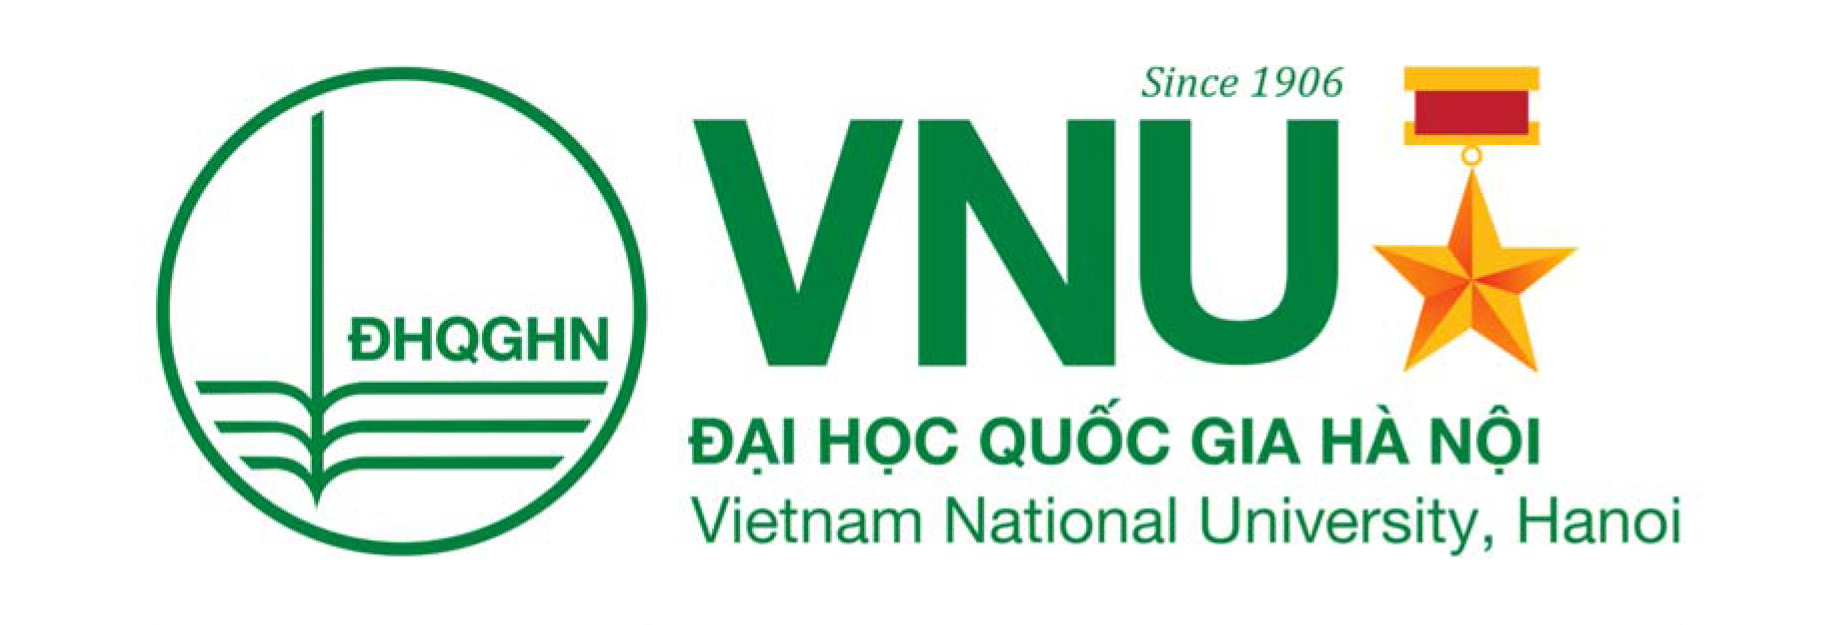 ĐHQGHN
Since 1906
VNU
ĐẠI HỌC QUỐC GIA HÀ NỘI
Vietnam National University, Hanoi